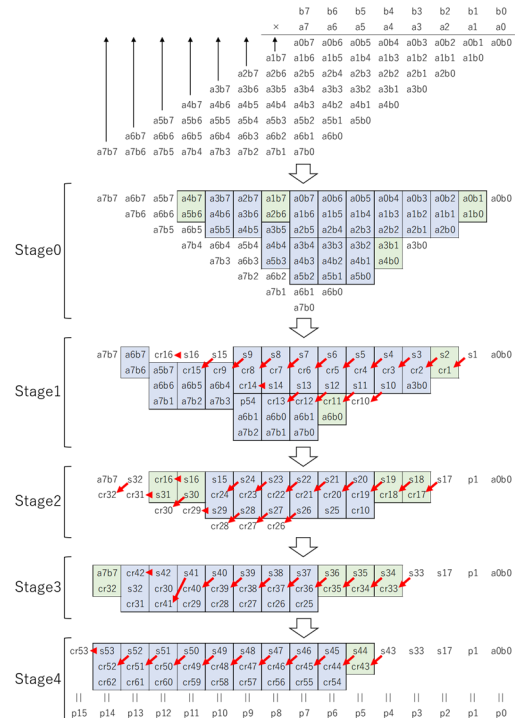 b7 b6 b5 b4 b3 b2 b1 b0
× a7 a6 a5 a4 a3 a2 a1 a0
a0b7 a0b6 a0b5 a0b4 a0b3 a0b2 a0b1 a0b0
a1b7 a1b6 a1b5 a1b4 a1b3 a1b2 a1b1 a1b0
a2b7 a2b6 a2b5 a2b4 a2b3 a2b2 a2b1 a2b0
a3b7 a3b6 a3b5 a3b4 a3b3 a3b2 a3b1 a3b0
a4b7 a4b6 a4b5 a4b4 a4b3 a4b2 a4b1 a4b0
a5b7 a5b6 a5b5 a5b4 a5b3 a5b2 a5b1 a5b0
a6b7 a6b6 a6b5 a6b4 a6b3 a6b2 a6b1 a6b0
a7b7 a7b6 a7b5 a7b4 a7b3 a7b2 a7b1 a7b0
Stage0
a7b7 a6b7 a5b7 a4b7 a3b7 a2b7 a1b7 a0b7 a0b6 a0b5 a0b4 a0b3 a0b2 a0b1 a0b0
a7b6 a6b6 a5b6 a4b6 a3b6 a2b6 a1b6 a1b5 a1b4 a1b3 a1b2 a1b1 a1b0
a7b5 a6b5 a5b5 a4b5 a3b5 a2b5 a2b4 a2b3 a2b2 a2b1 a2b0
a7b4 a6b4 a5b4 a4b4 a3b4 a3b3 a3b2 a3b1 a3b0
a7b3 a6b3 a5b3 a4b3 a4b2 a4b1 a4b0
a7b2 a6b2 a5b2 a5b1 a5b0
a7b1 a6b1 a6b0
a7b0
Stage1
a7b7 a6b7 cr16 s16 s15 s9 s8 s7 s6 s5 s4 s3 s2 s1 a0b0
a7b6 a5b7 cr15 cr9 cr8 cr7 cr6 cr5 cr4 cr3 cr2 cr1
a6b6 a6b5 a6b4 cr14 s14 s13 s12 s11 s10 a3b0
a7b5 a7b4 a7b3 p54 cr13 cr12 cr11 cr10
a6b2 a6b1 a6b0 a6b0
a7b2 a7b1 a7b0
Stage2
a7b7 s32 cr16 s16 s15 s24 s23 s22 s21 s20 s19 s18 s17 p1 a0b0
cr32 cr31 s31 s30 cr24 cr23 cr22 cr21 cr20 cr19 cr18 cr17
cr30 cr29 s29 s28 s27 s26 s25 cr10
cr28 cr27 cr26
Stage3
a7b7 cr42 s42 s41 s40 s39 s38 s37 s36 s35 s34 s33 s17 p1 a0b0
cr32 s32 cr30 cr40 cr39 cr38 cr37 cr36 cr35 cr34 cr33
cr31 cr41 cr29 cr28 cr27 cr26 cr25
Stage4
cr53 s53 s52 s51 s50 s49 s48 s47 s46 s45 s44 s43 s33 s17 p1 a0b0
cr52 cr51 cr50 cr49 cr48 cr47 cr46 cr45 cr44 cr43
cr62 cr61 cr60 cr59 cr58 cr57 cr56 cr55 cr54
p15 p14 p13 p12 p11 p10 p9 p8 p7 p6 p5 p4 p3 p2 p1 p0